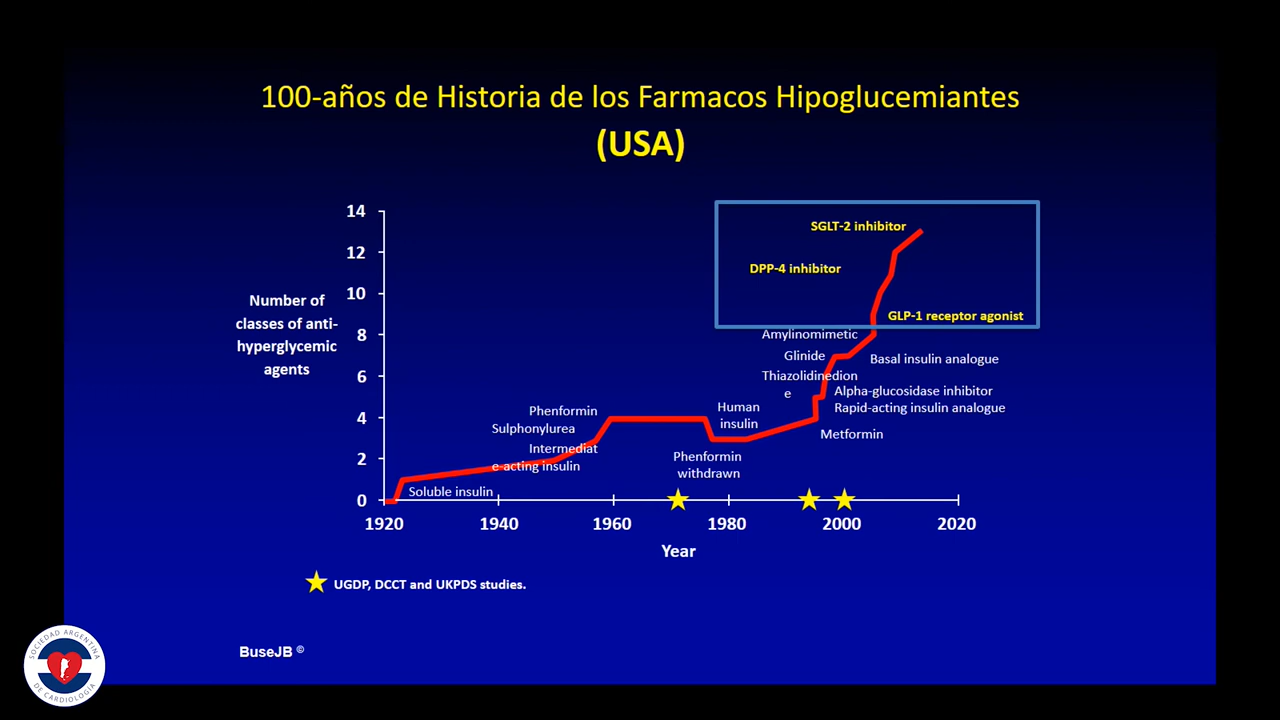 100-años de Historia de los Farmacos Hipoglucemiantes
(USA)
14
12
10
8
6
4
2
0
Number of
classes of anti-
hyperglycemic
agents
SGLT-2 inhibitor
DPP-4 inhibitor
GLP-1 receptor agonist
Amylinomimetic
Glinide
Basal insulin analogue
Thiazolidinedion
e
Alpha-glucosidase inhibitor
Rapid-acting insulin analogue
Metformin
Human
insulin
Phenformin
Sulphonylurea
Intermediat
e-acting insulin
Phenformin
withdrawn
Soluble insulin
1920
1940
1960
1980
2000
2020
Year
UGDP, DCCT and UKPDS studies.
BuseJB ©
SOCIEDAD ARGENTINA
DE CARDIOLOGÍA